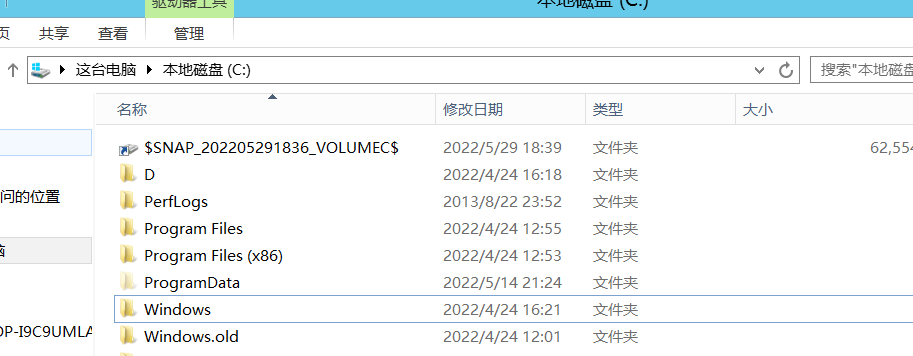 驱动器工具
本地磁盘 (C:)
页 共享 查看 管理
这台电脑 本地磁盘 (C:) 搜索"本地磁盘
名称 修改日期 类型 大小
$SNAP_202205291836_VOLUMEC$ 2022/5/29 18:39 文件夹 62,554
D 2022/4/24 16:18 文件夹
问的位置
PerfLogs 2013/8/22 23:52 文件夹
Program Files 2022/4/24 12:55 文件夹
脑
Program Files (x86) 2022/4/24 12:53 文件夹
ProgramData 2022/5/14 21:24 文件夹
Windows 2022/4/24 16:21 文件夹
OP-I9C9UMLA
Windows.old 2022/4/24 12:01 文件夹